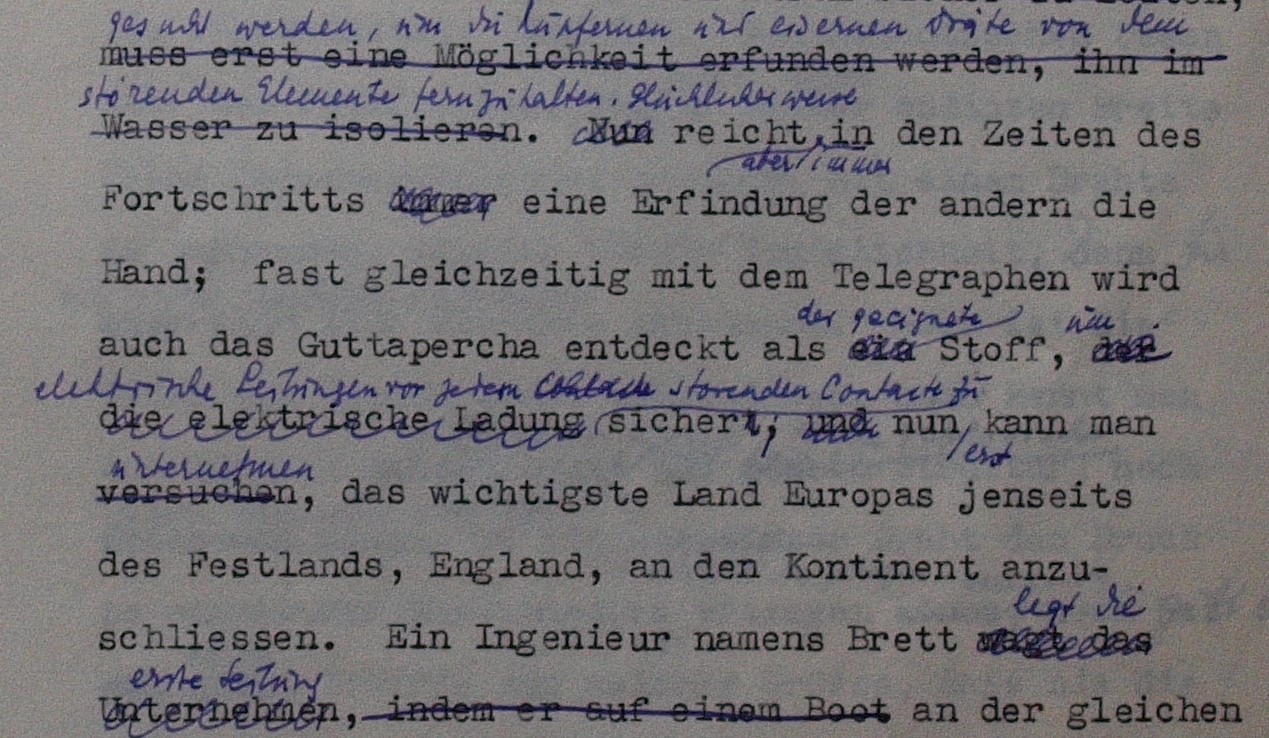 gesucht werden, um die kupfernen und eisernen Dräte von dem
muss erst eine Möglichkeit erfunden werden, ihn im
störenden Elemente fernzuhalten. Glücklicherweise
Wasser zu isolieren. Nun reicht, in den Zeiten des
aber/immer
Fortschritts immer eine Erfindung der andern die
Hand; fast gleichzeitig mit dem Telegraphen wird
der geeignete um
auch das Guttapercha entdeckt als ein Stoff, der
elektrische Leitungen vor jedem störenden Contacte zu
die elektrische Ladung sichert; und nun kann man
unternehmen erst
versuchen, das wichtigste Land Europas jenseits
des Festlands, England, an den Kontinent anzu-
legt die
schliessen. Ein Ingenieur namens Brett wagt das
erste Leitung
Unternehmen, indem er auf einem Boot an der gleichen